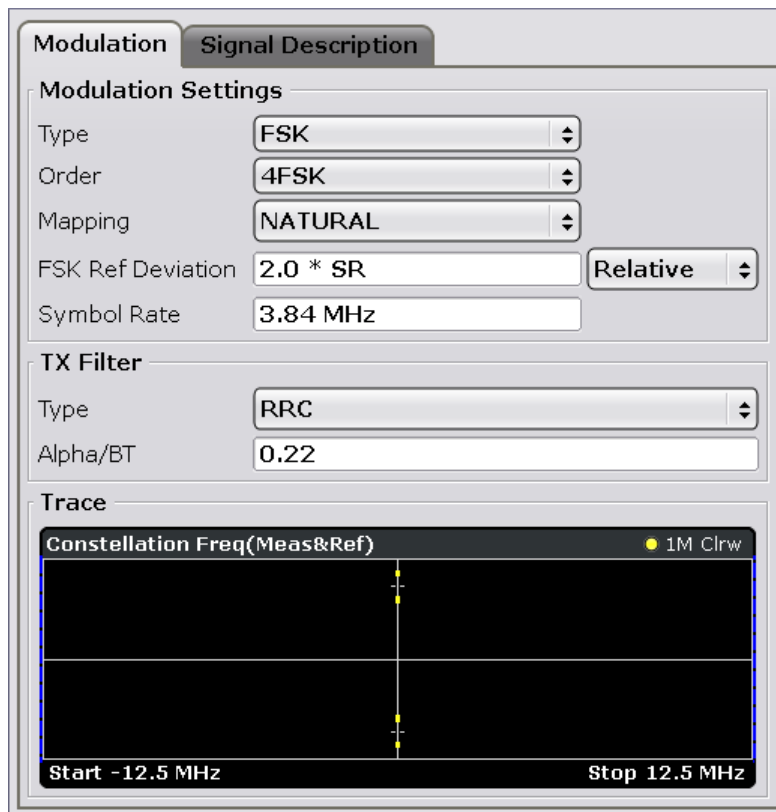 Modulation Signal Description
Modulation Settings
Type FSK
Order 4FSK
Mapping NATURAL
FSK Ref Deviation 2.0 * SR Relative
Symbol Rate 3.84 MHz
TX Filter
Type RRC
Alpha/BT 0.22
Trace
Constellation Freq(Meas&Ref) 1M Clrw
Start -12.5 MHz Stop 12.5 MHz